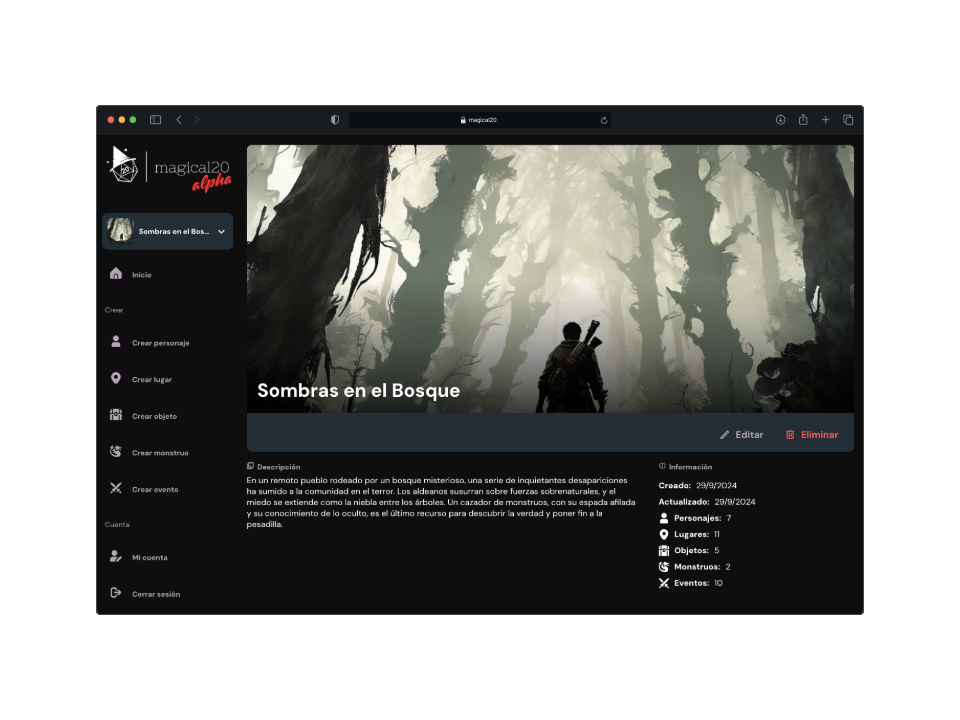 magical20
magical20
alpha
Sombras en el Bos...
Inicio
Crear
Crear personaje
Crear lugar
Crear objeto
Crear monstruo
Crear evento
Cuenta
Mi cuenta
Cerrar sesión
Sombras en el Bosque
Editar
Eliminar
Descripción
En un remoto pueblo rodeado por un bosque misterioso, una serie de inquietantes desapariciones
ha sumido a la comunidad en el terror. Los aldeanos susurran sobre fuerzas sobrenaturales, y el
miedo se extiende como la niebla entre los árboles. Un cazador de monstruos, con su espada afilada
y su conocimiento de lo oculto, es el último recurso para descubrir la verdad y poner fin a la
pesadilla.
Información
Creado: 29/9/2024
Actualizado: 29/9/2024
Personajes: 7
Lugares: 11
Objetos: 5
Monstruos: 2
Eventos: 10